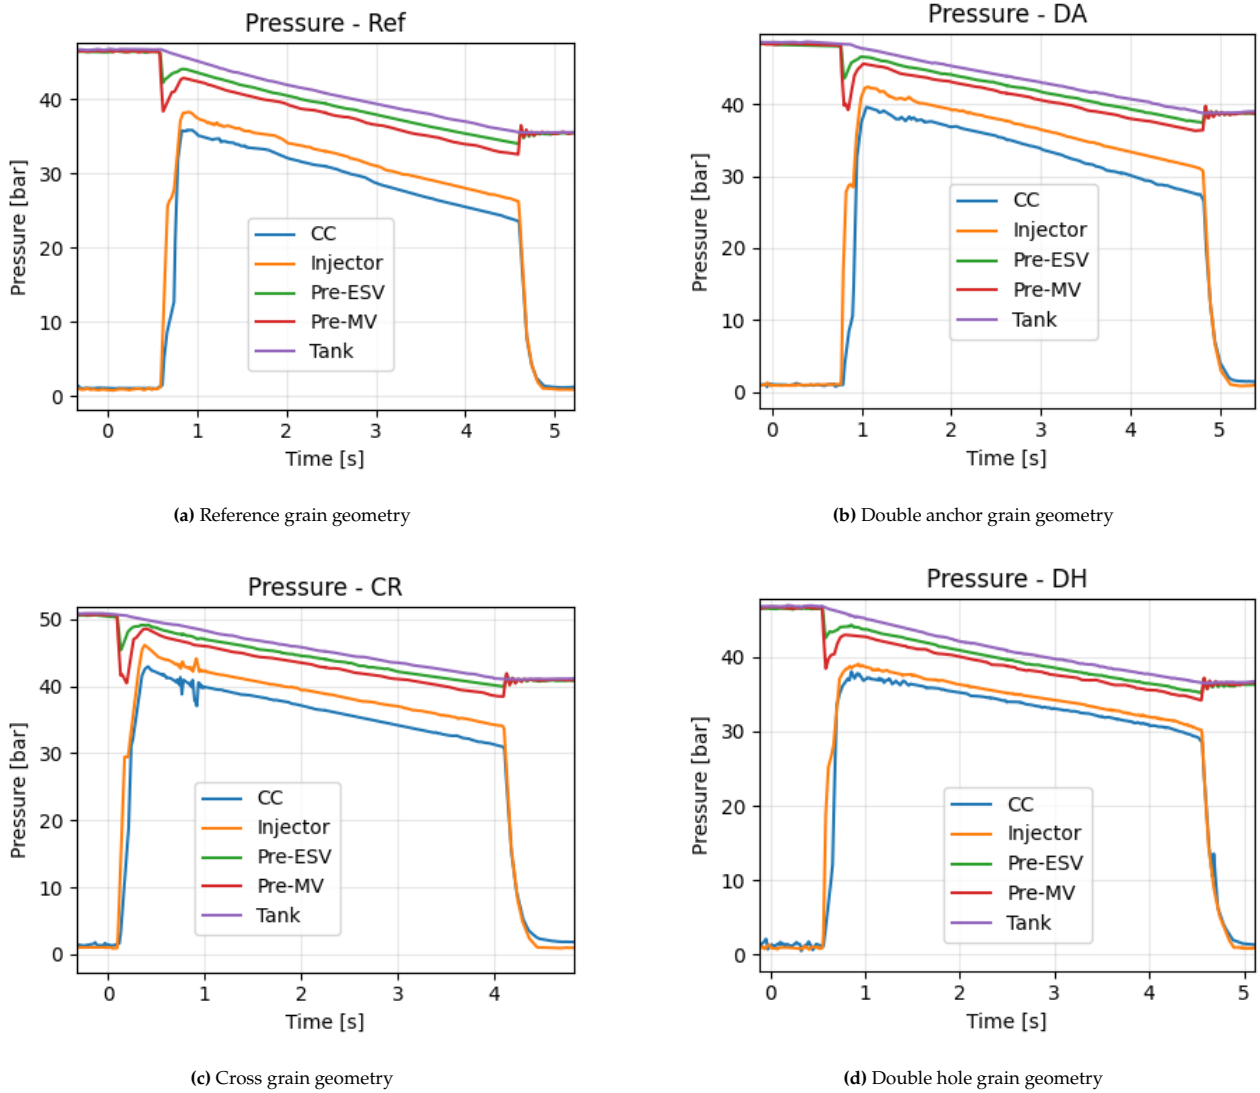 Pressure - Ref
Pressure [bar]
40
30
20
10
0
CC
Injector
Pre-ESV
Pre-MV
Tank
0 1 2 3 4 5
Time [s]
(a) Reference grain geometry
Pressure - DA
Pressure [bar]
40
30
20
10
0
CC
Injector
Pre-ESV
Pre-MV
Tank
0 1 2 3 4 5
Time [s]
(b) Double anchor grain geometry
Pressure - CR
Pressure [bar]
50
40
30
20
10
0
CC
Injector
Pre-ESV
Pre-MV
Tank
0 1 2 3 4
Time [s]
(c) Cross grain geometry
Pressure - DH
Pressure [bar]
40
30
20
10
0
CC
Injector
Pre-ESV
Pre-MV
Tank
0 1 2 3 4 5
Time [s]
(d) Double hole grain geometry